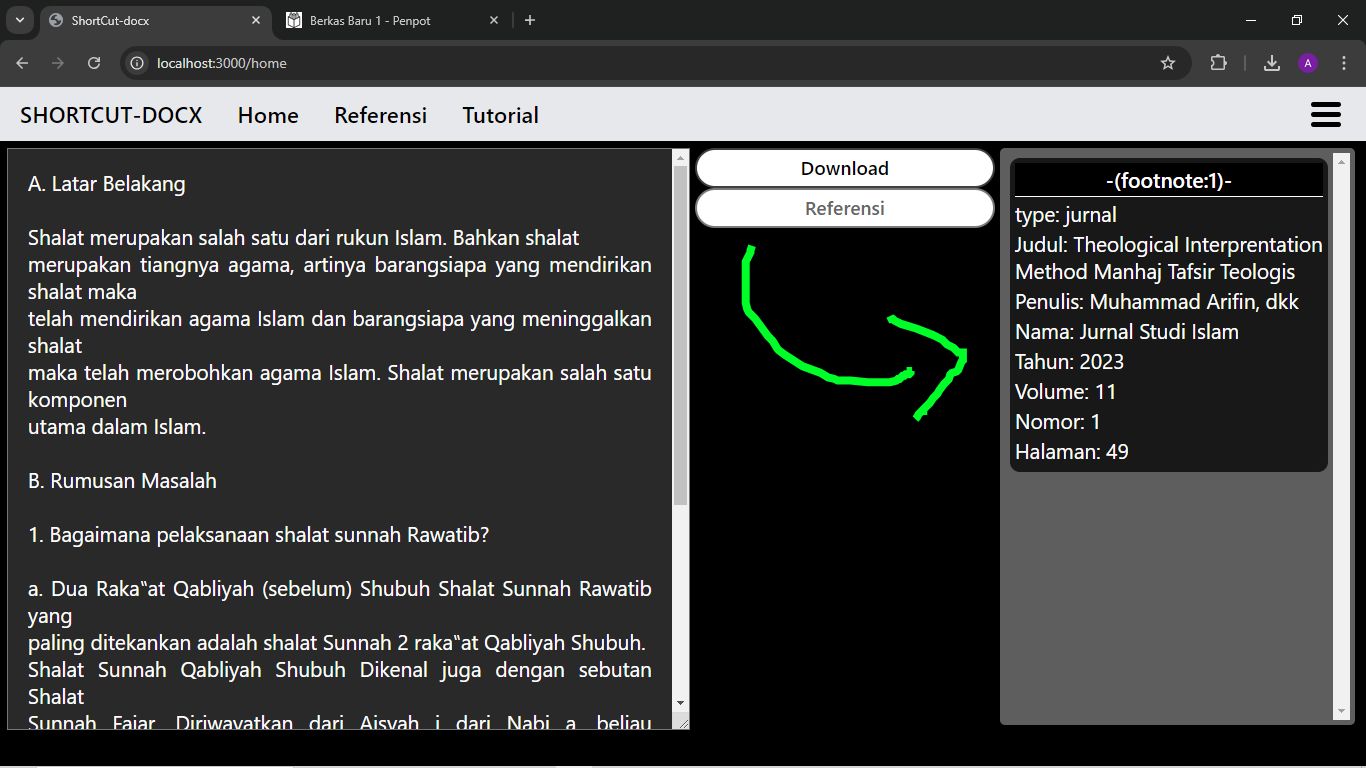 ShortCut-docx
Berkas Baru 1 - Penpot
localhost:3000/home
A
SHORTCUT-DOCX Home Referensi Tutorial
A. Latar Belakang
Shalat merupakan salah satu dari rukun Islam. Bahkan shalat
merupakan tiangnya agama, artinya barangsiapa yang mendirikan
shalat maka
telah mendirikan agama Islam dan barangsiapa yang meninggalkan
shalat
maka telah merobohkan agama Islam. Shalat merupakan salah satu
komponen
utama dalam Islam.
B. Rumusan Masalah
1. Bagaimana pelaksanaan shalat sunnah Rawatib?
a. Dua Raka‟at Qabliyah (sebelum) Shubuh Shalat Sunnah Rawatib
yang
paling ditekankan adalah shalat Sunnah 2 raka‟at Qabliyah Shubuh.
Shalat Sunnah Qabliyah Shubuh Dikenal juga dengan sebutan
Shalat
Sunnah Fajar. Diriwayatkan dari Aisyah i dari Nabi a beliau
Download
Referensi
-(footnote:1)-
type: jurnal
Judul: Theological Interprentation
Method Manhaj Tafsir Teologis
Penulis: Muhammad Arifin, dkk
Nama: Jurnal Studi Islam
Tahun: 2023
Volume: 11
Nomor: 1
Halaman: 49